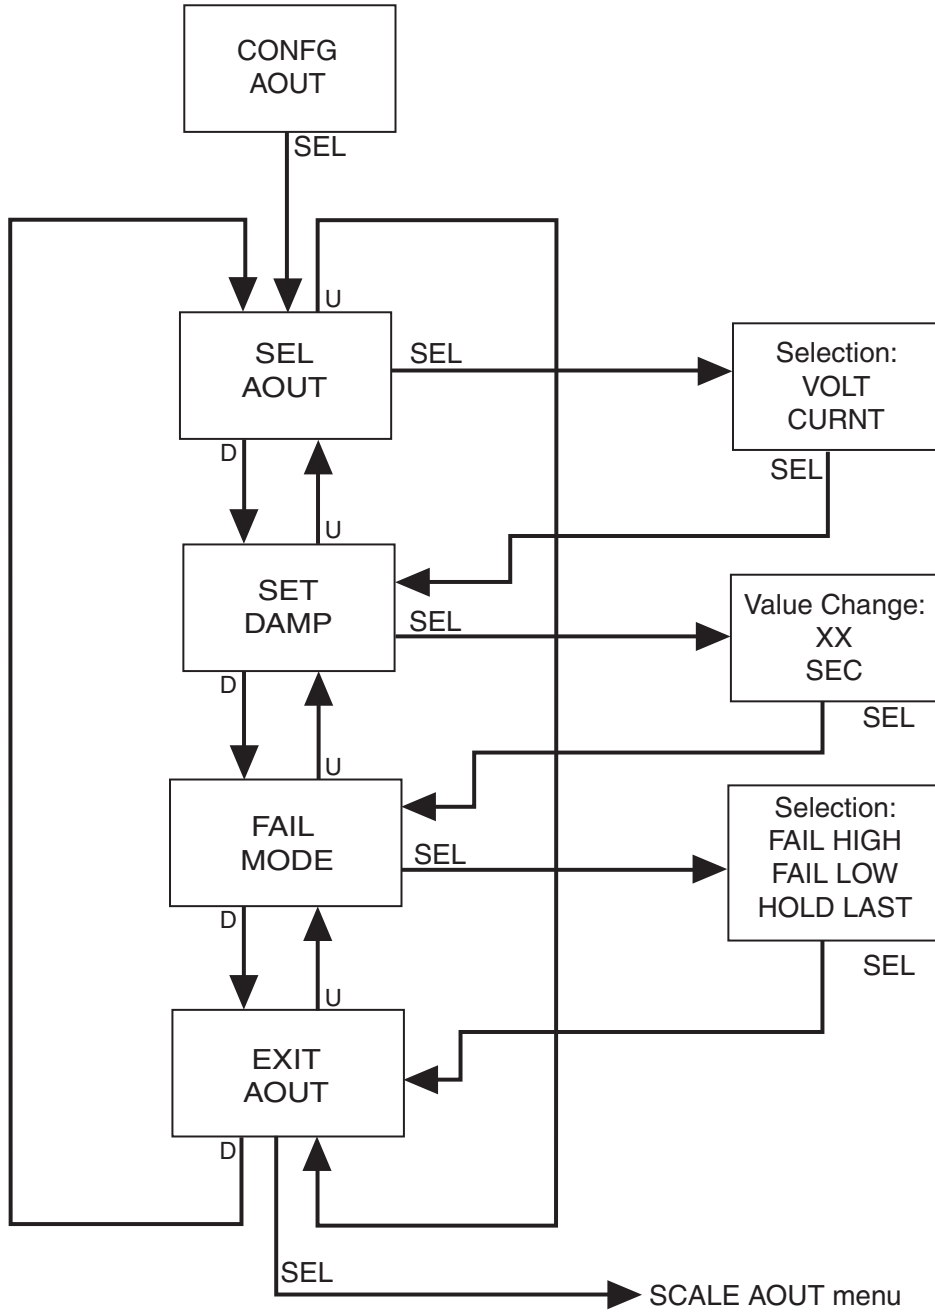 CONFG
AOUT
SEL
U
SEL
AOUT
SEL
Selection:
VOLT
CURNT
SEL
D
U
SET
DAMP
SEL
Value Change:
XX
SEC
SEL
D
U
FAIL
MODE
SEL
Selection:
FAIL HIGH
FAIL LOW
HOLD LAST
SEL
D
U
EXIT
AOUT
D
SEL
SCALE AOUT menu